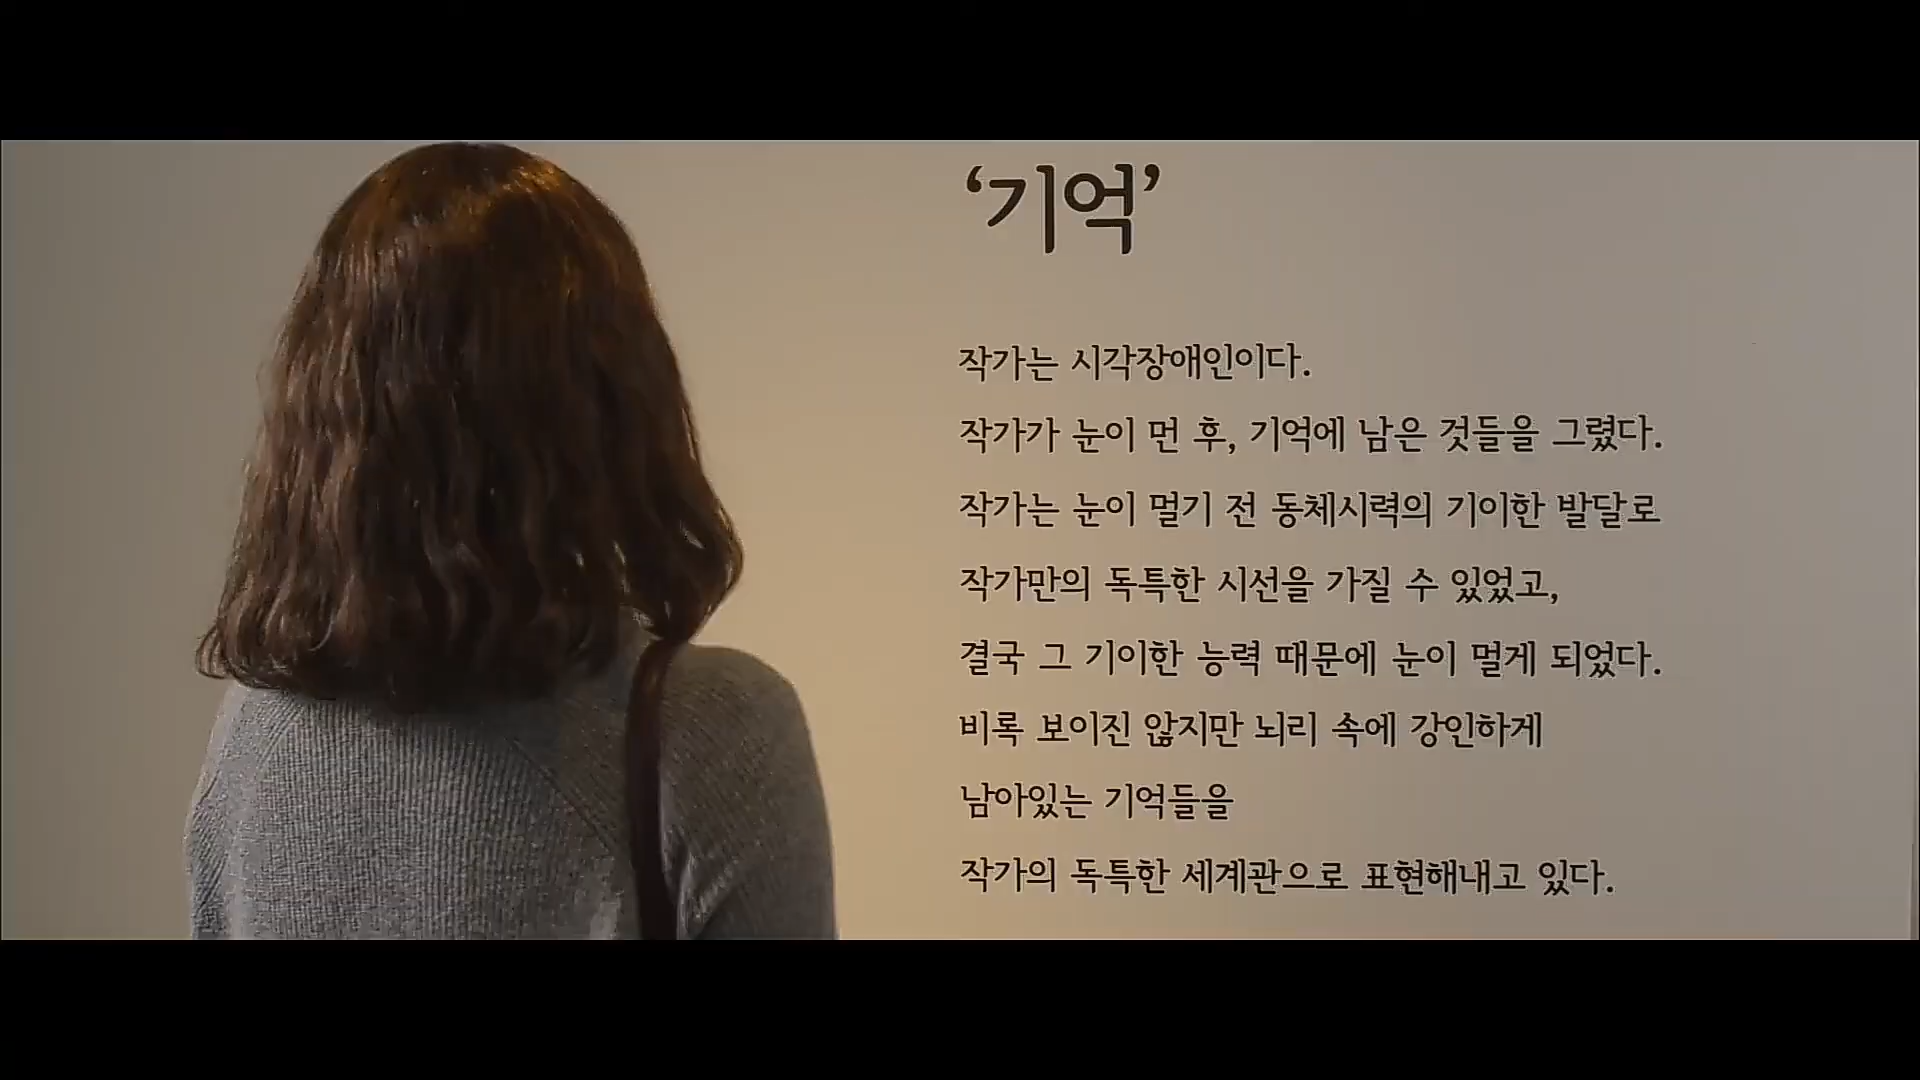 ‘기억’
작가는 시각장애인이다.
작가가 눈이 먼 후, 기억에 남은 것들을 그렸다.
작가는 눈이 멀기 전 동체시력의 기이한 발달로
작가만의 독특한 시선을 가질 수 있었고,
결국 그 기이한 능력 때문에 눈이 멀게 되었다.
비록 보이진 않지만 뇌리 속에 강인하게
남아있는 기억들을
작가의 독특한 세계관으로 표현해내고 있다.